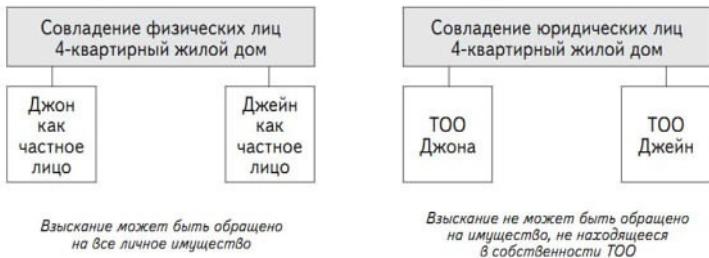 Совладение физических лиц
4-квартирный жилой дом
Джон
как
частное
лицо
Джейн
как
частное
лицо
Взыскание может быть обращено
на все личное имущество
Совладение юридических лиц
4-квартирный жилой дом
ТОО
Джона
ТОО
Джейн
Взыскание не может быть обращено
на имущество, не находящееся
в собственности ТОО